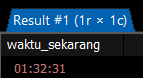 Result #1 (1r × 1c)
waktu_sekarang
01:32:31